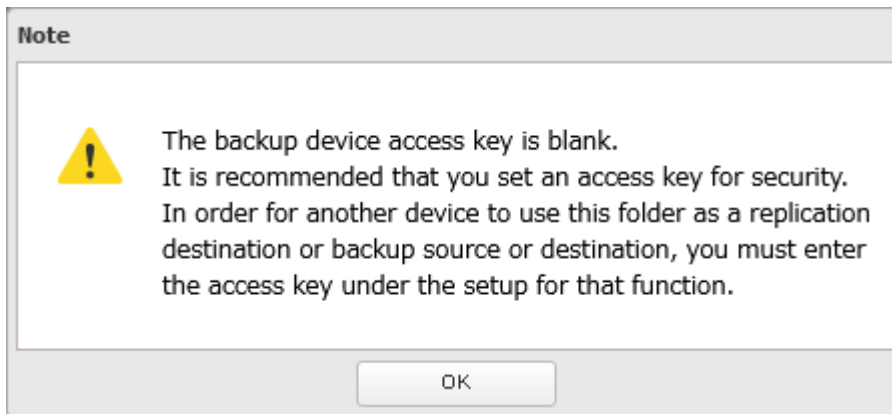 Note
The backup device access key is blank.
It is recommended that you set an access key for security.
In order for another device to use this folder as a replication
destination or backup source or destination, you must enter
the access key under the setup for that function.
OK